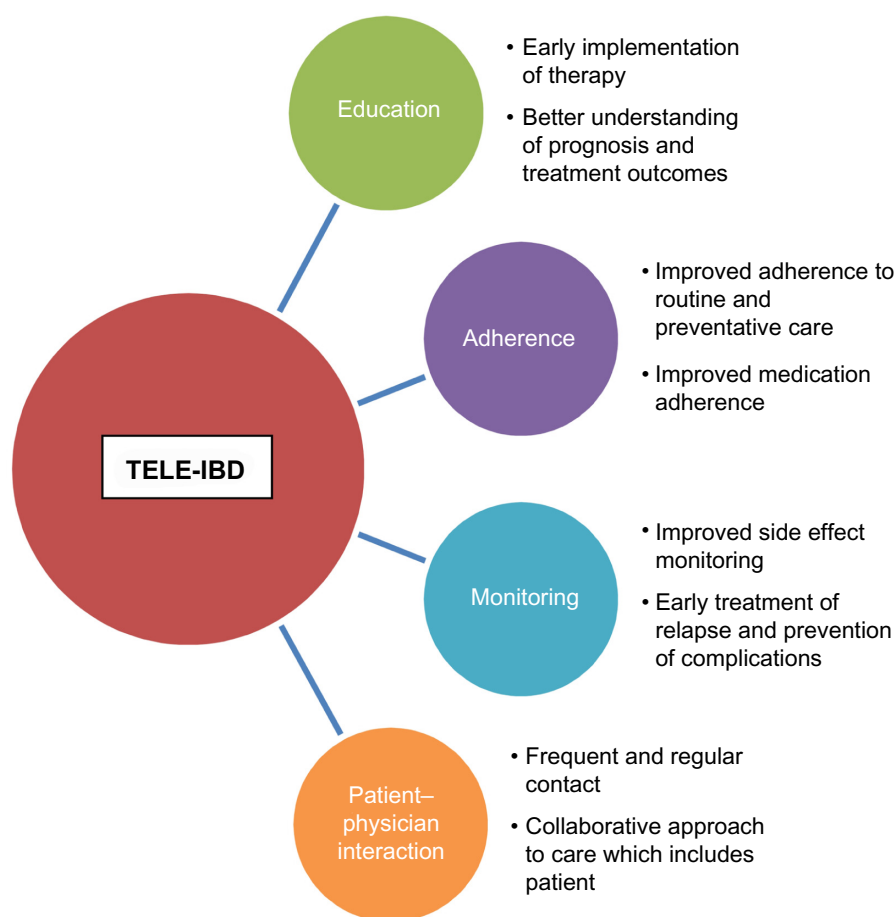 Education
• Early implementation
of therapy
• Better understanding
of prognosis and
treatment outcomes
Adherence
• Improved adherence to
routine and
preventative care
• Improved medication
adherence
TELE-IBD
Monitoring
• Improved side effect
monitoring
• Early treatment of
relapse and prevention
of complications
Patient–
physician
interaction
• Frequent and regular
contact
• Collaborative approach
to care which includes
patient